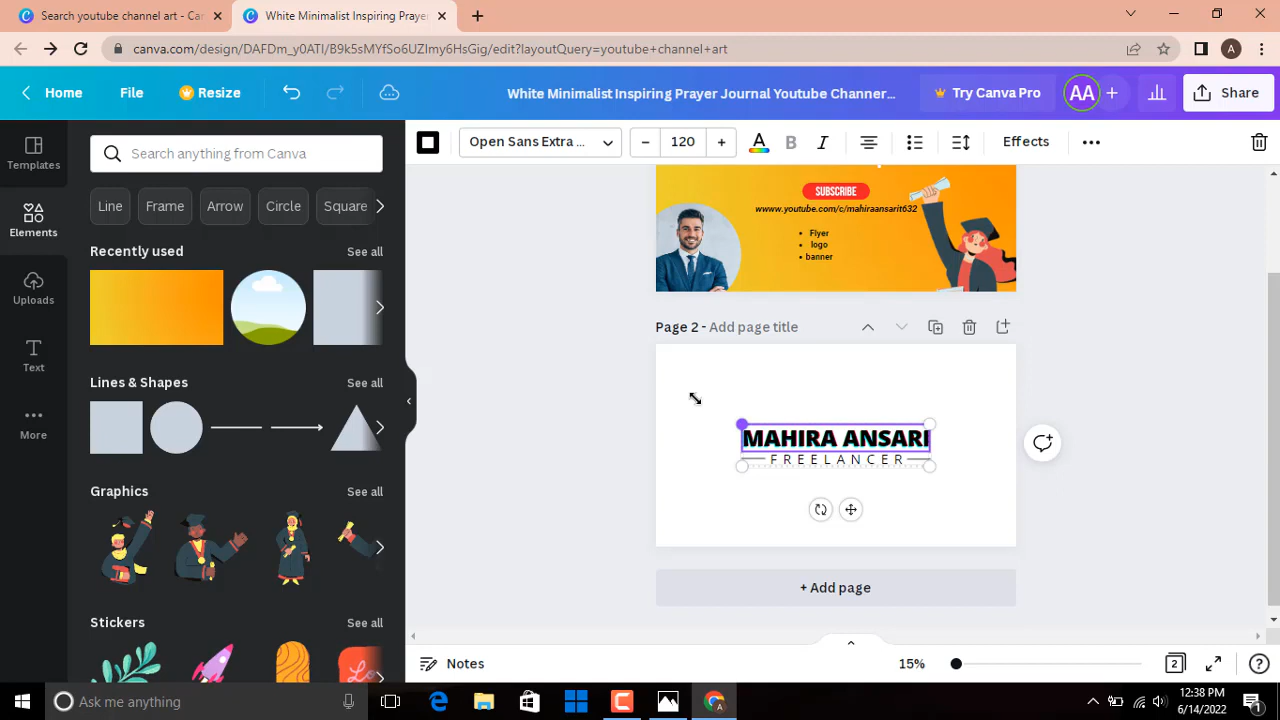 Search youtube channel art - Ca
White Minimalist Inspiring Prayer
canva.com/design/DAFDm_y0ATI/B9k5sMYfSo6UZImy6HsGig/edit?layoutQuery=youtube+channel+art
A
Home
File
Resize
White Minimalist Inspiring Prayer Journal Youtube Channer...
Try Canva Pro
AA
Share
Templates
Elements
Uploads
Text
More
Search anything from Canva
Line
Frame
Arrow
Circle
Square
Recently used
See all
Lines & Shapes
See all
Graphics
See all
Stickers
See all
Open Sans Extra ...
120
A
B
I
Effects
SUBSCRIBE
wwww.youtube.com/c/mahiraansarit632
Flyer
logo
banner
Page 2 - Add page title
MAHIRA ANSARI
FREELANCER
+ Add page
Notes
15%
2
Ask me anything
12:38 PM
6/14/2022
1